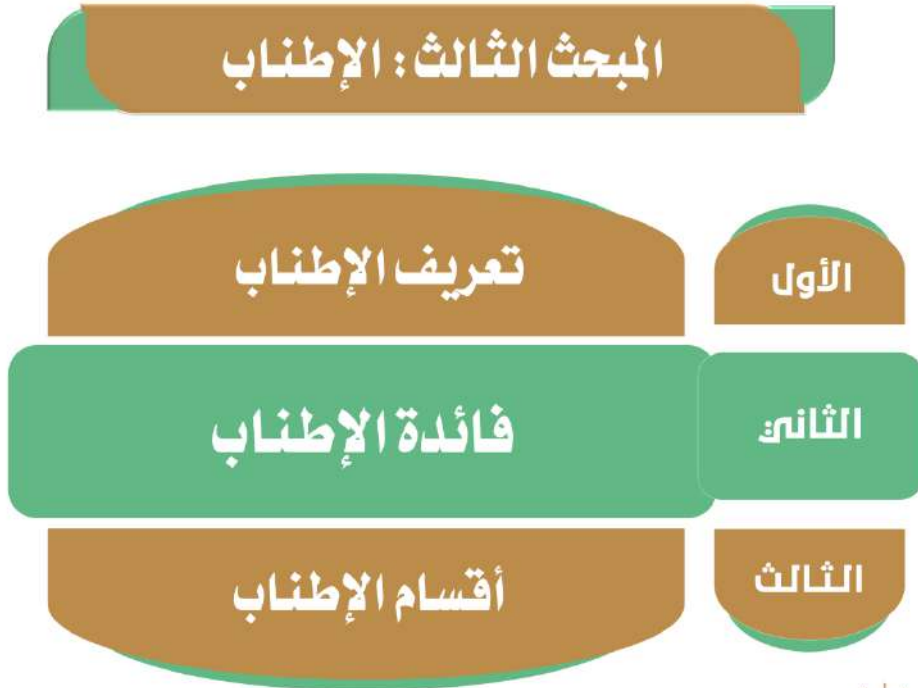 المبحث الثالث : الإطناب
الأول
تعريف الإطناب
الثاني
فائدة الإطناب
الثالث
أقسام الإطناب